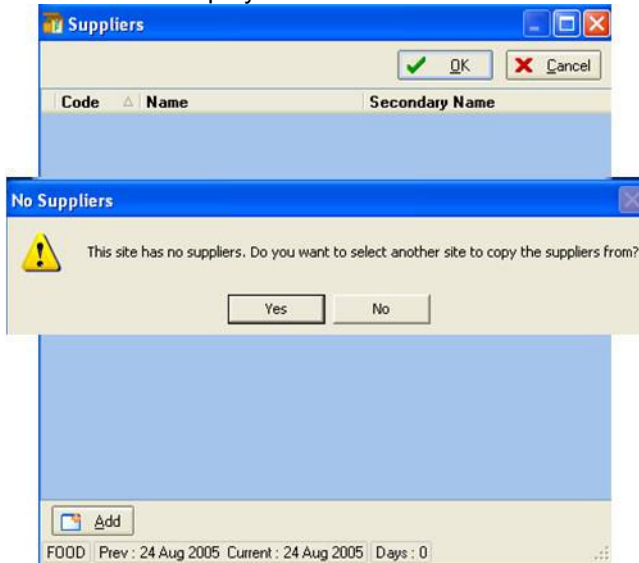 Suppliers
OK Cancel
Code Name Secondary Name
No Suppliers
This site has no suppliers. Do you want to select another site to copy the suppliers from?
Yes No
Add
FOOD Prev : 24 Aug 2005 Current : 24 Aug 2005 Days : 0